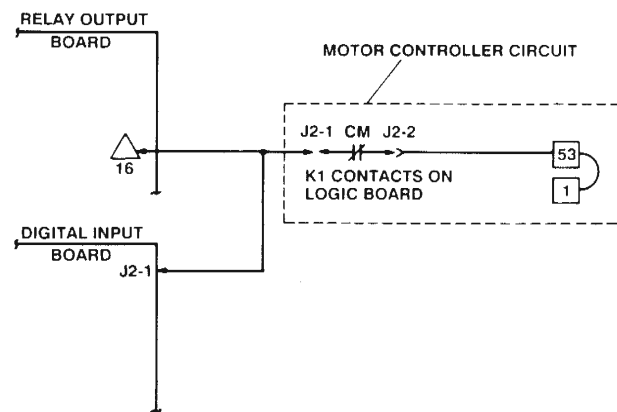 RELAY OUTPUT
BOARD
MOTOR CONTROLLER CIRCUIT
16
J2-1 CM J2-2
K1 CONTACTS ON
LOGIC BOARD
53
1
DIGITAL INPUT
BOARD
J2-1